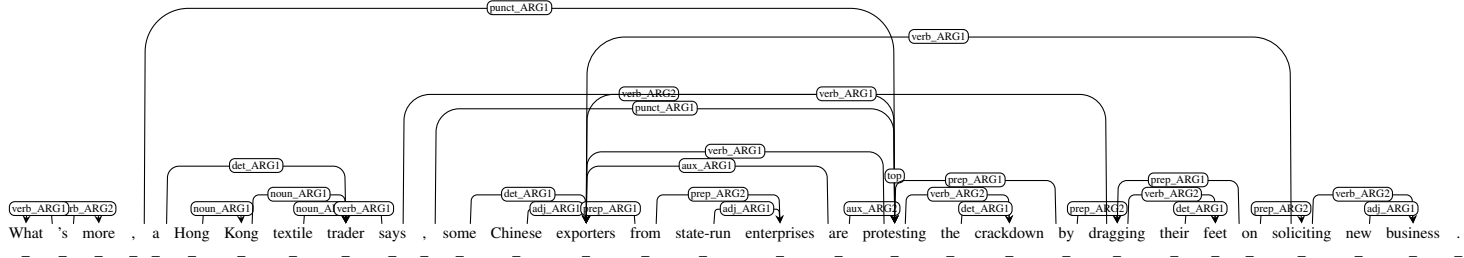 punct_ARG1
verb_ARG1
verb_ARG2 verb_ARG1
punct_ARG1
verb_ARG1
det_ARG1 aux_ARG1
top prep_ARG1 prep_ARG1
noun_ARG1 det_ARG1 prep_ARG2 verb_ARG2 verb_ARG2 verb_ARG2
verb_ARG1 rb_ARG2 noun_ARG1 noun_A verb_ARG1 adj_ARG1 prep_ARG1 adj_ARG1 aux_ARG2 det_ARG1 prep_ARG2 det_ARG1 prep_ARG2 adj_ARG1
What 's more , a Hong Kong textile trader says , some Chinese exporters from state-run enterprises are protesting the crackdown by dragging their feet on soliciting new business .
_ _ _ _ _ _ _ _ _ _ _ _ _ _ _ _ _ _ _ _ _ _ _ _ _ _ _ _ _ _